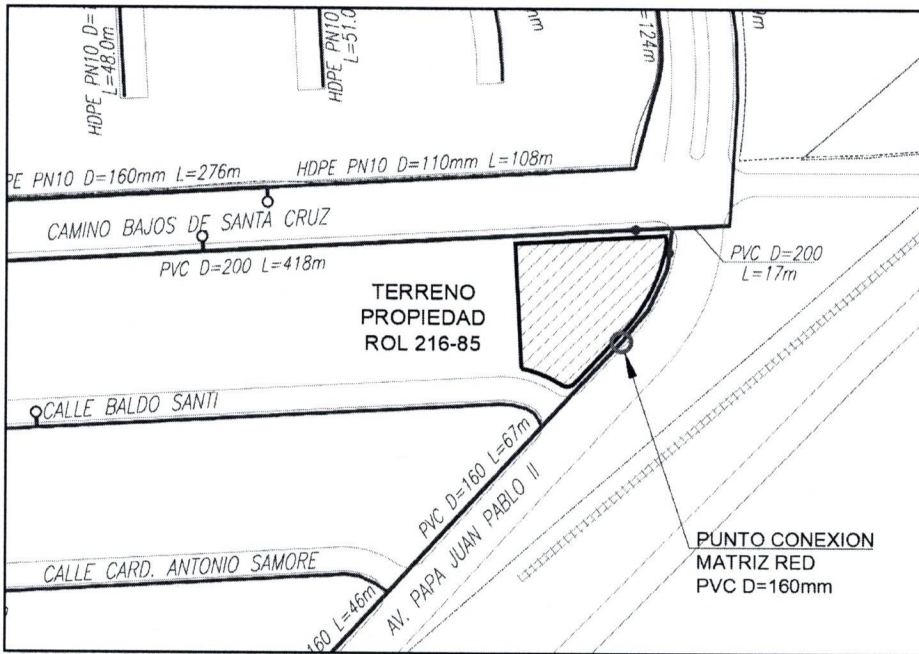 HDPE PN10 D=
L=48.0m
HDPE PN10
L=51.0
mm
=124m
9m
PE PN10 D=160mm L=276m
HDPE PN10 D=110mm L=108m
CAMINO BAJOS DE SANTA CRUZ
PVC D=200 L=418m
PVC D=200
L=17m
TERRENO
PROPIEDAD
ROL 216-85
CALLE BALDO SANTI
PVC D=160 L=67m
AV. PAPA JUAN PABLO II
PUNTO CONEXION
MATRIZ RED
PVC D=160mm
CALLE CARD. ANTONIO SAMORE
160 L=46m